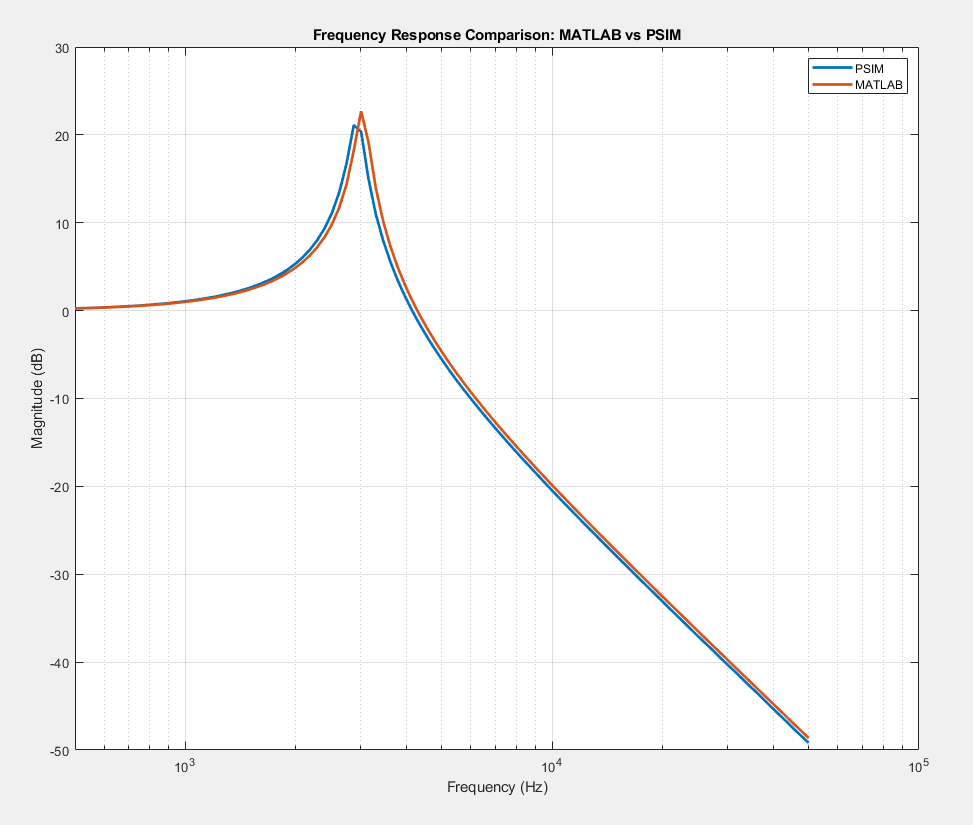 Frequency Response Comparison: MATLAB vs PSIM
PSIM
MATLAB
30
20
10
0
-10
-20
-30
-40
-50
Magnitude (dB)
10^3
10^4
10^5
Frequency (Hz)